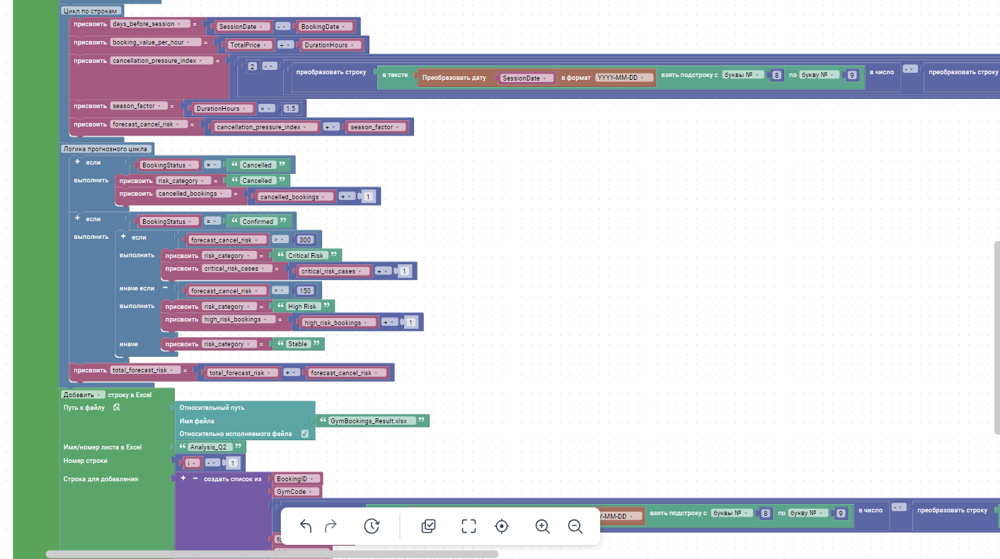 Цикл по строкам
присвоить days_before_session = SessionDate - BookingDate
присвоить booking_value_per_hour = TotalPrice ÷ DurationHours
присвоить cancellation_pressure_index = 2 - преобразовать строку в тексте Преобразовать дату SessionDate в формат YYYY-MM-DD взять подстроку с буквы № 8 по букву № 9 в число - преобразовать строку
присвоить season_factor = DurationHours × 1.5
присвоить forecast_cancel_risk = cancellation_pressure_index + season_factor
Логика прогнозного цикла
+ если BookingStatus = “ Cancelled ”
выполнить присвоить risk_category = “ Cancelled ”
присвоить cancelled_bookings = cancelled_bookings + 1
+ если BookingStatus = “ Confirmed ”
выполнить + если forecast_cancel_risk > 300
выполнить присвоить risk_category = “ Critical Risk ”
присвоить critical_risk_cases = critical_risk_cases + 1
иначе если − forecast_cancel_risk > 150
выполнить присвоить risk_category = “ High Risk ”
присвоить high_risk_bookings = high_risk_bookings + 1
иначе присвоить risk_category = “ Stable ”
присвоить total_forecast_risk = total_forecast_risk + forecast_cancel_risk
Добавить строку в Excel
Путь к файлу Относительный путь
Имя файла “ GymBookings_Result.xlsx ”
Относительно исполняемого файла
Имя/номер листа в Excel “ Analysis_Q2 ”
Номер строки i - 1
Строка для добавления + − создать список из BookingID
GymCode
-MM-DD взять подстроку с буквы № 8 по букву № 9 в число - преобразовать строку